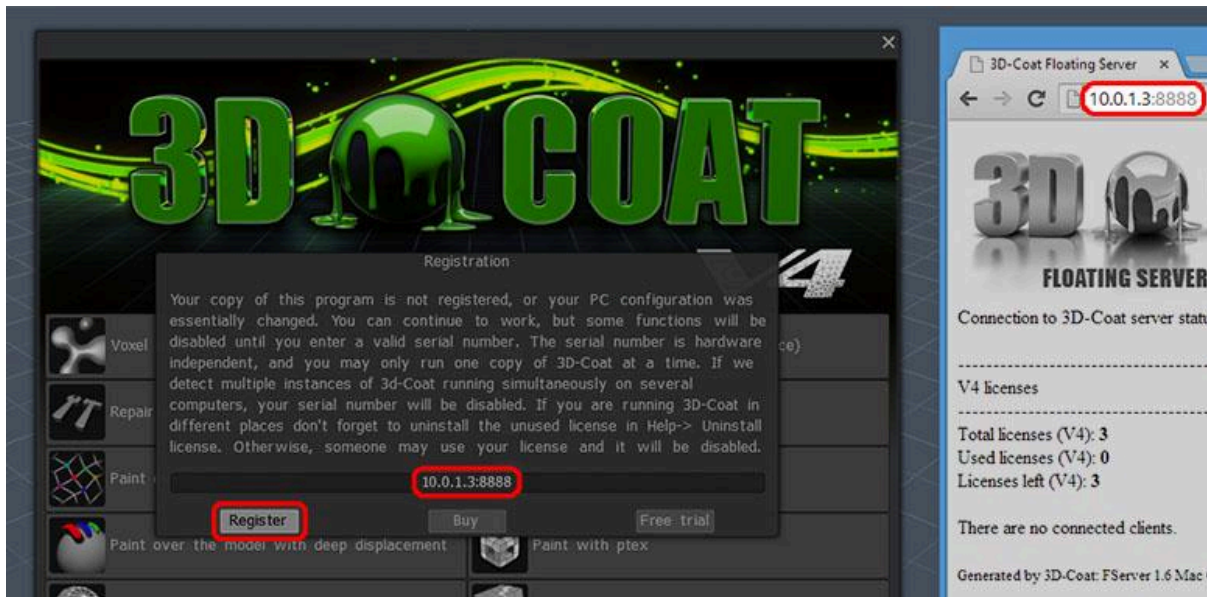 3D COAT
V4
Registration
Your copy of this program is not registered, or your PC configuration was
essentially changed. You can continue to work, but some functions will be
disabled until you enter a valid serial number. The serial number is hardware
independent, and you may only run one copy of 3D-Coat at a time. If we
detect multiple instances of 3d-Coat running simultaneously on several
computers, your serial number will be disabled. If you are running 3D-Coat in
different places don't forget to uninstall the unused license in Help-> Uninstall
license. Otherwise, someone may use your license and it will be disabled.
10.0.1.3:8888
Register Buy Free trial
Voxel
ce)
Repair
Paint
Paint over the model with deep displacement
Paint with ptex
3D-Coat Floating Server
10.0.1.3:8888
3D
FLOATING SERVER
Connection to 3D-Coat server statu
----------------------------------------
V4 licenses
----------------------------------------
Total licenses (V4): 3
Used licenses (V4): 0
Licenses left (V4): 3
There are no connected clients.
Generated by 3D-Coat: FServer 1.6 Mac